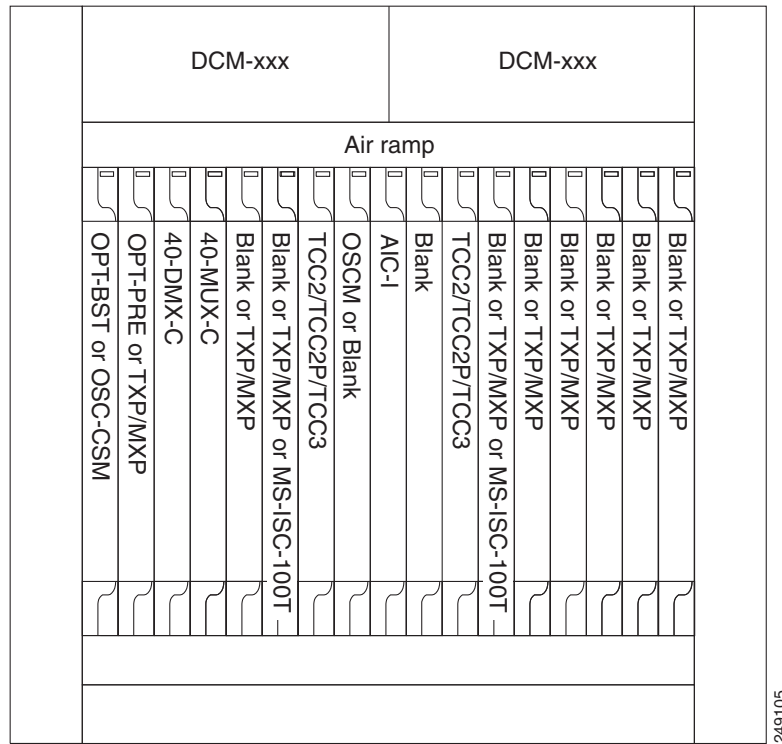 DCM-xxx
DCM-xxx
Air ramp
OPT-BST or OSC-CSM
OPT-PRE or TXP/MXP
40-DMX-C
40-MUX-C
Blank or TXP/MXP
Blank or TXP/MXP or MS-ISC-100T
TCC2/TCC2P/TCC3
OSCM or Blank
AIC-I
Blank
TCC2/TCC2P/TCC3
Blank or TXP/MXP or MS-ISC-100T
Blank or TXP/MXP
Blank or TXP/MXP
Blank or TXP/MXP
Blank or TXP/MXP
Blank or TXP/MXP
249105